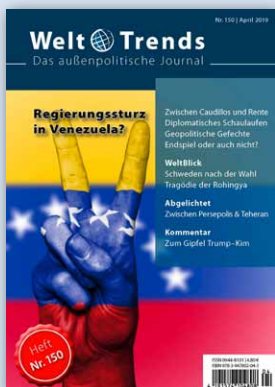 Nr. 150 | April 2019
WeltTrends
Das außenpolitische Journal
Regierungssturz
in Venezuela?
Zwischen Caudillos und Rente
Diplomatisches Schaulaufen
Geopolitische Gefechte
Endspiel oder auch nicht?
WeltBlick
Schweden nach der Wahl
Tragödie der Rohingya
Abgelichtet
Zwischen Persepolis & Teheran
Kommentar
Zum Gipfel Trump–Kim
Heft
Nr. 150